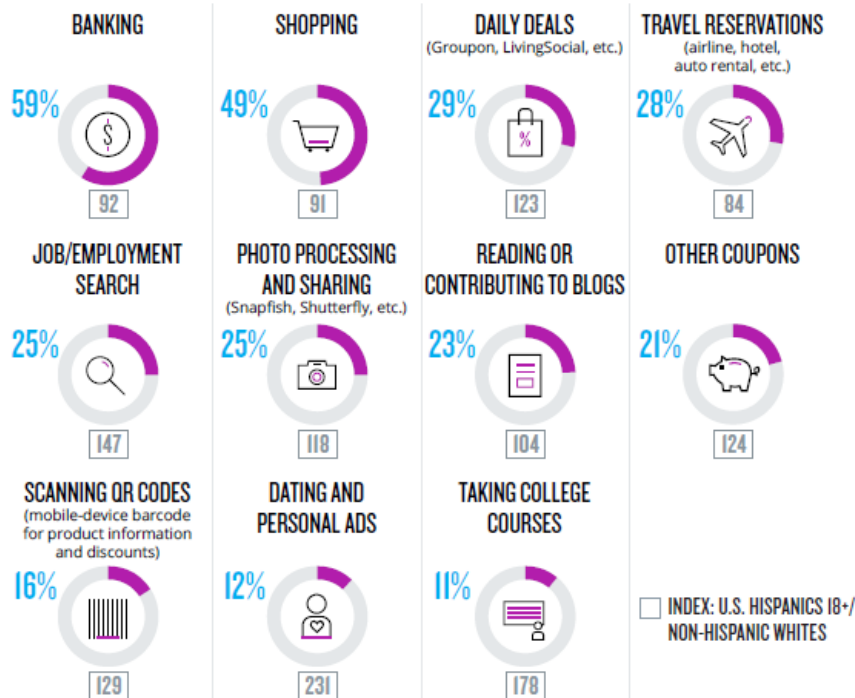 BANKING
59%
$
92
SHOPPING
49%
91
DAILY DEALS
(Groupon, LivingSocial, etc.)
29%
%
123
TRAVEL RESERVATIONS
(airline, hotel,
auto rental, etc.)
28%
84
JOB/EMPLOYMENT
SEARCH
25%
147
PHOTO PROCESSING
AND SHARING
(Snapfish, Shutterfly, etc.)
25%
118
READING OR
CONTRIBUTING TO BLOGS
23%
104
OTHER COUPONS
21%
124
SCANNING QR CODES
(mobile-device barcode
for product information
and discounts)
16%
129
DATING AND
PERSONAL ADS
12%
231
TAKING COLLEGE
COURSES
11%
178
INDEX: U.S. HISPANICS 18+/
NON-HISPANIC WHITES